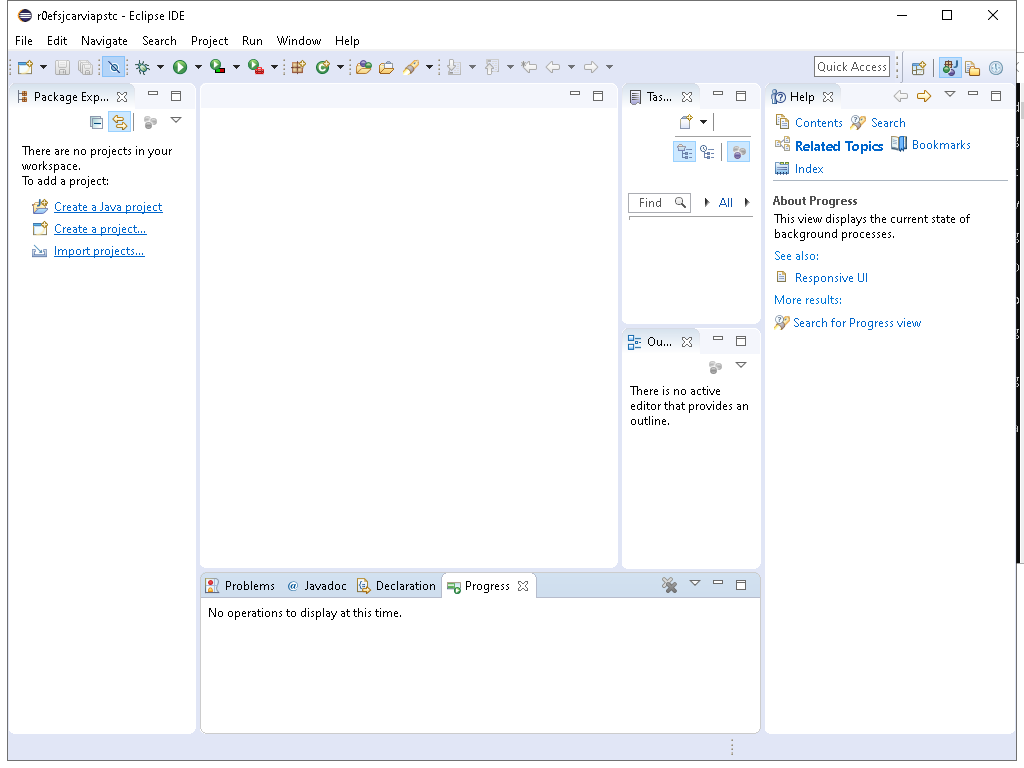 r0efsjcarviapstc - Eclipse IDE
File Edit Navigate Search Project Run Window Help
Quick Access
Package Exp...
There are no projects in your
workspace.
To add a project:
Create a Java project
Create a project...
Import projects...
Tas...
Find
All
Ou...
There is no active
editor that provides an
outline.
Help
Contents Search
Related Topics Bookmarks
Index
About Progress
This view displays the current state of
background processes.
See also:
Responsive UI
More results:
Search for Progress view
Problems @ Javadoc Declaration Progress
No operations to display at this time.